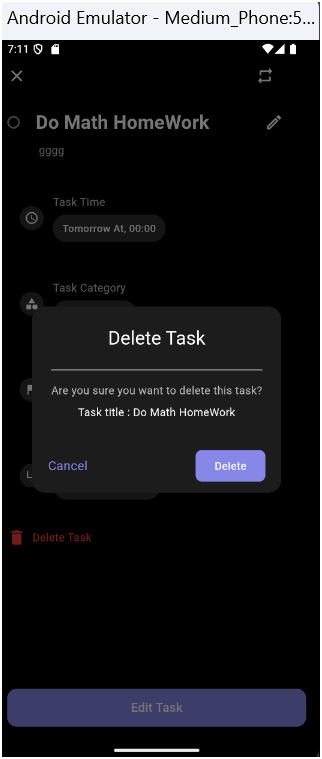 Android Emulator - Medium_Phone:5...
7:11
Do Math HomeWork
gggg
Task Time
Tomorrow At, 00:00
Task Category
Delete Task
Are you sure you want to delete this task?
Task title : Do Math HomeWork
Cancel
Delete
Delete Task
Edit Task